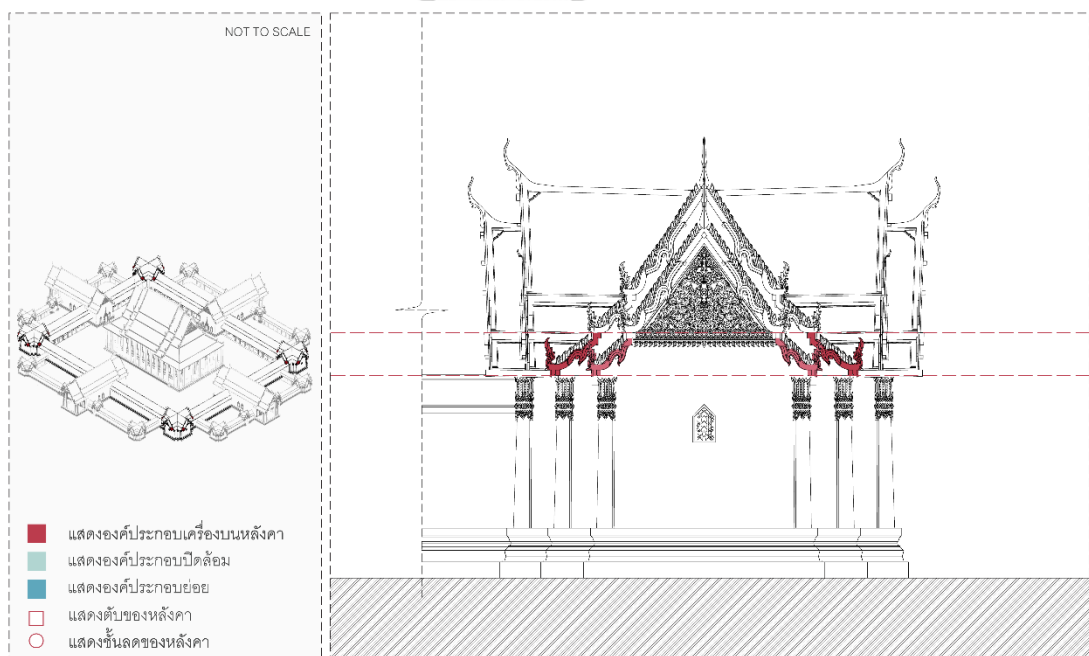 NOT TO SCALE
แสดงองค์ประกอบเครื่องบนหลังคา
แสดงองค์ประกอบปิดล้อม
แสดงองค์ประกอบย่อย
แสดงตับของหลังคา
แสดงชั้นลดของหลังคา